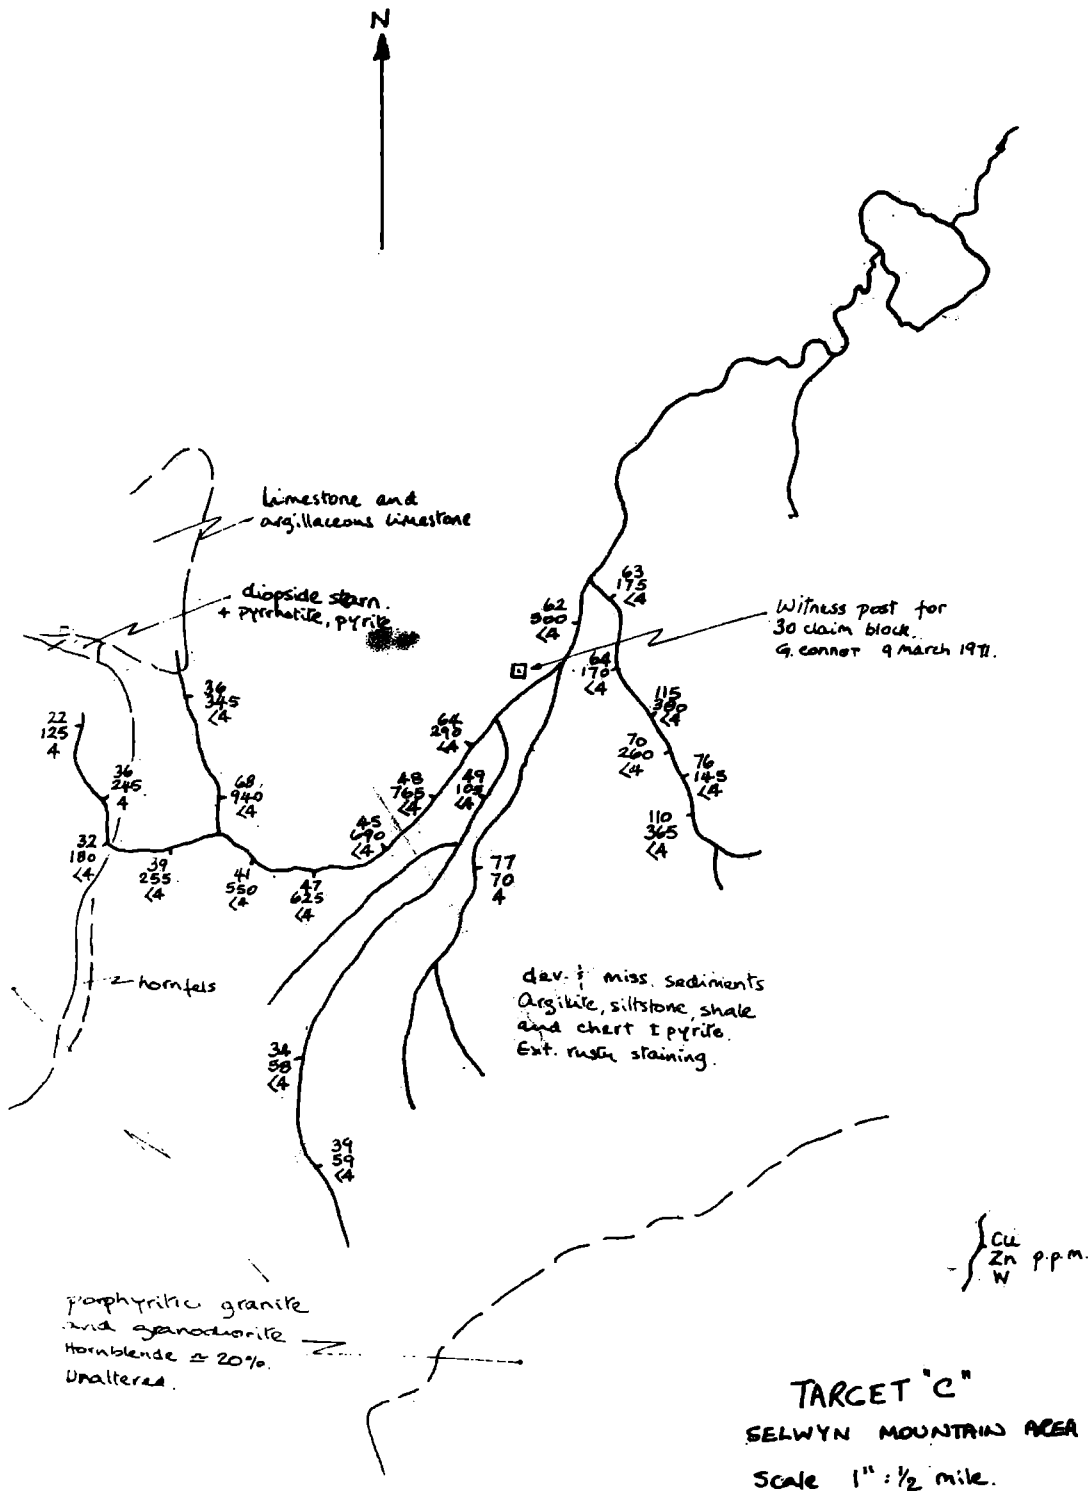 N
Limestone and
argillaceous limestone
diopside skarn.
+ pyrrhotite, pyrite
63
175
<4
62
500
<4
Witness post for
30 claim block.
G. Connor 9 March 1971.
64
170
<4
36
345
<4
115
380
<4
22
125
4
64
290
<4
70
260
<4
36
245
4
68
940
<4
48
765
<4
49
<4
76
145
<4
110
365
<4
32
180
<4
39
255
<4
41
550
<4
47
625
<4
45
690
<4
77
70
4
hornfels
dev. & miss. sediments
Argillite, siltstone, shale
and chert ± pyrite.
Ext. rusty staining.
34
58
<4
39
59
<4
Cu
Zn p.p.m.
W
porphyritic granite
and granodiorite
Hornblende ≃ 20%.
Unaltered.
TARGET "C"
SELWYN MOUNTAIN AREA
Scale 1" : 1/2 mile.